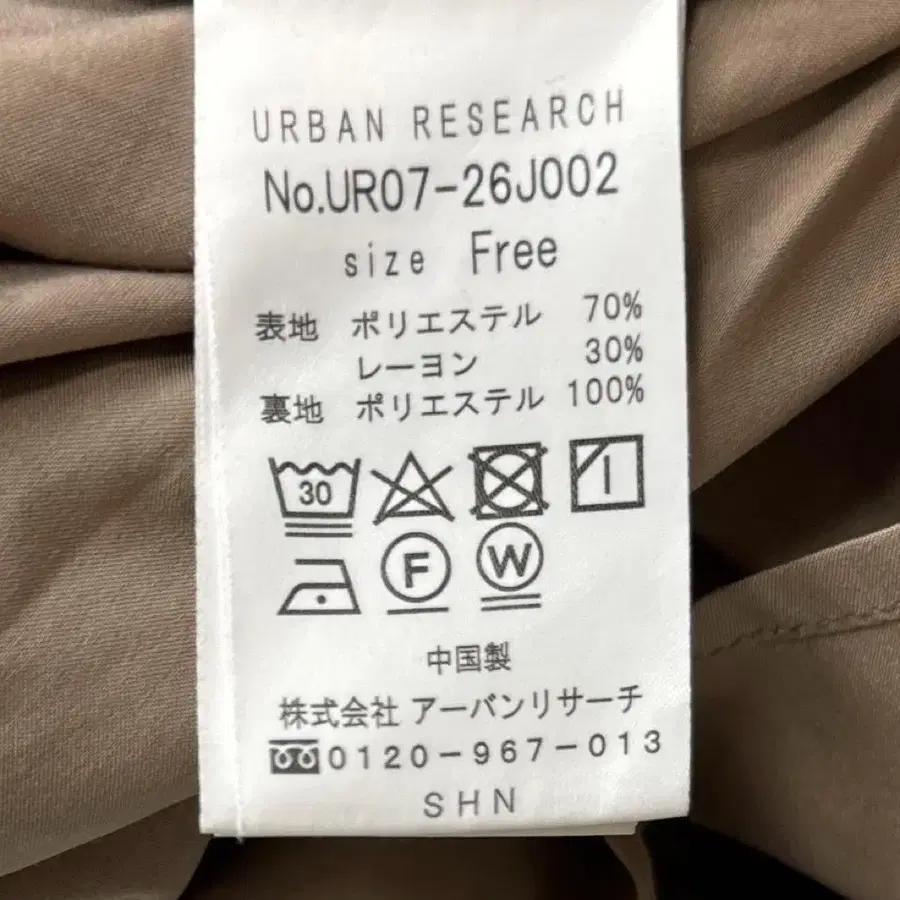 URBAN RESEARCH
No.UR07-26J002
size Free
表地 ポリエステル 70%
レーヨン 30%
裏地 ポリエステル 100%
30
F W
中国製
株式会社 アーバンリサーチ
0120-967-013
SHN